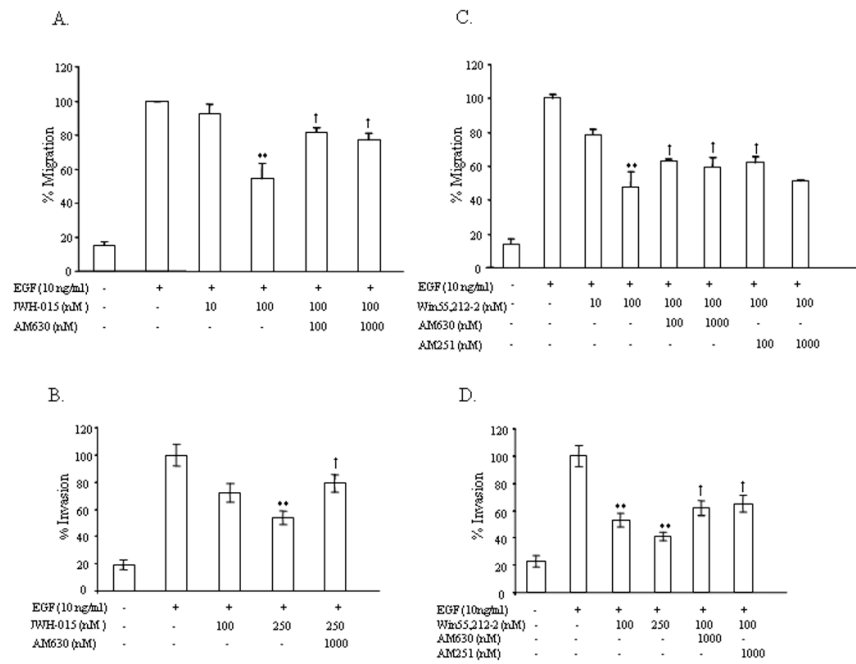 A.
120
100
80
60
40
20
0
% Migration
** † †
EGF (10 ng/ml) - + + + + +
JWH-015 (nM) - - 10 100 100 100
AM630 (nM) - - - - 100 1000
C.
120
100
80
60
40
20
0
% Migration
** † † †
EGF (10 ng/ml) - + + + + + + +
Win55,212-2 (nM) - - 10 100 100 100 100 100
AM630 (nM) - - - - 100 1000 - -
AM251 (nM) - - - - - - 100 1000
B.
120
100
80
60
40
20
0
% Invasion
** †
EGF (10 ng/ml) - + + + +
JWH-015 (nM) - - 100 250 250
AM630 (nM) - - - - 1000
D.
120
100
80
60
40
20
0
% Invasion
** ** † †
EGF (10ng/ml) - + + + + +
Win55,212-2 (nM) - - 100 250 100 100
AM630 (nM) - - - - 1000 -
AM251 (nM) - - - - - 1000